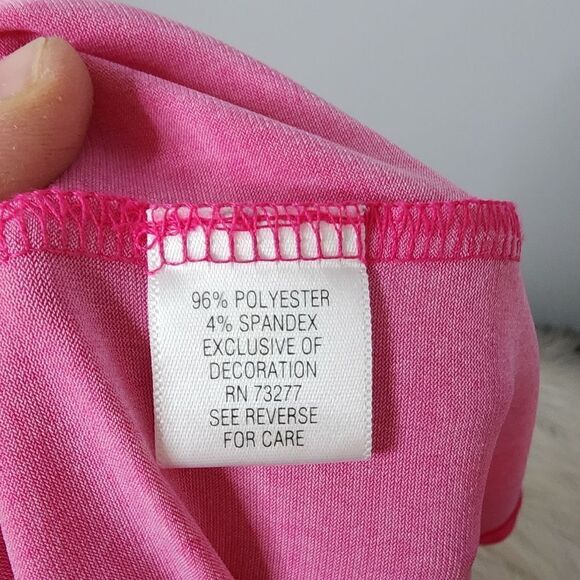 96% POLYESTER
4% SPANDEX
EXCLUSIVE OF
DECORATION
RN 73277
SEE REVERSE
FOR CARE